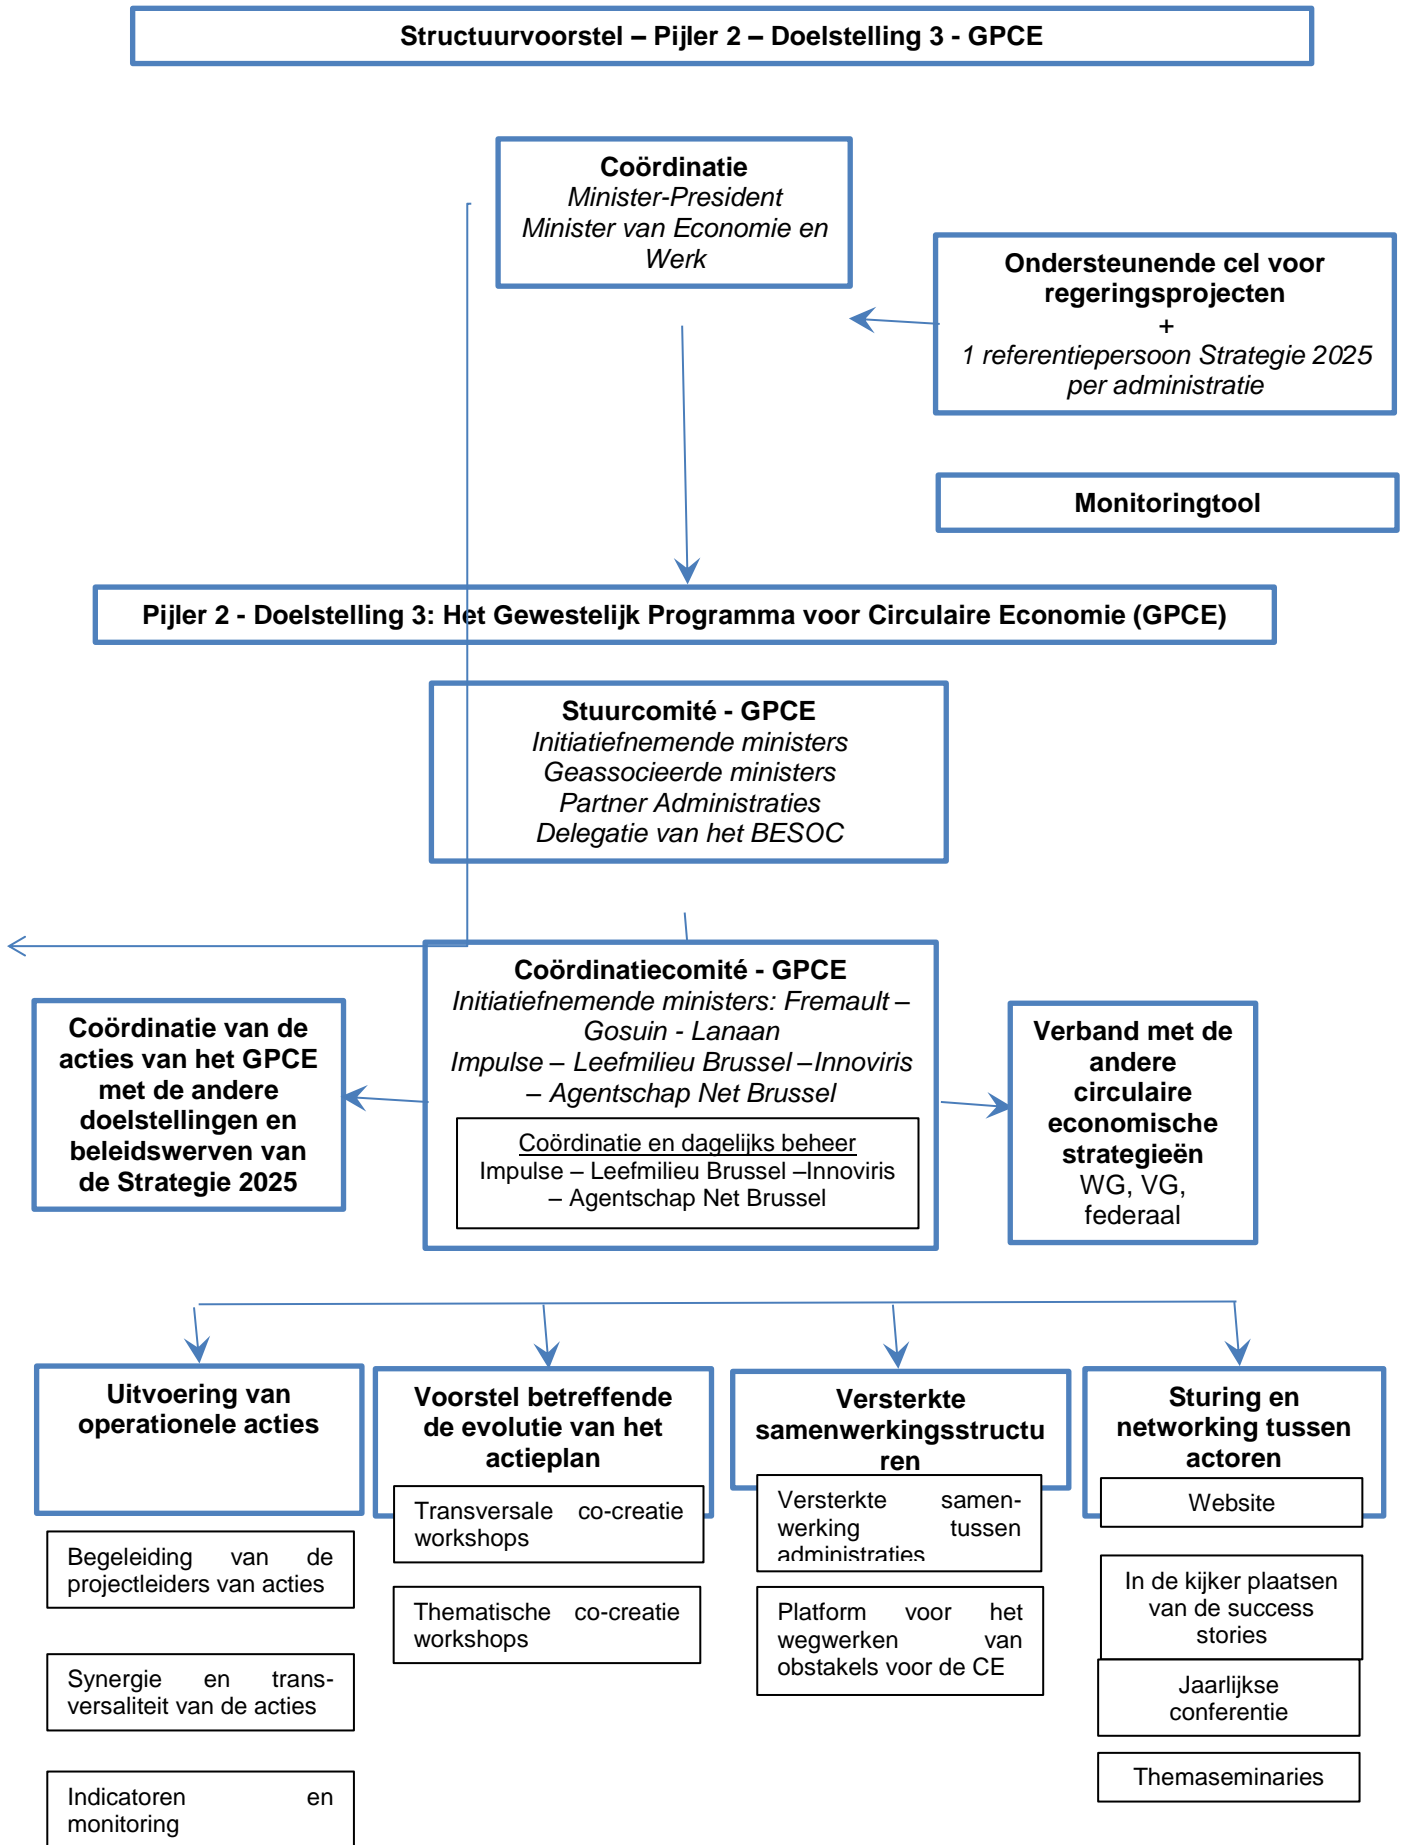 Structuurvoorstel – Pijler 2 – Doelstelling 3 - GPCE
Coördinatie
Minister-President
Minister van Economie en
Werk
Ondersteunende cel voor
regeringsprojecten
+
1 referentiepersoon Strategie 2025
per administratie
Monitoringtool
Pijler 2 - Doelstelling 3: Het Gewestelijk Programma voor Circulaire Economie (GPCE)
Stuurcomité - GPCE
Initiatiefnemende ministers
Geassocieerde ministers
Partner Administraties
Delegatie van het BESOC
Coördinatiecomité - GPCE
Initiatiefnemende ministers: Fremault –
Gosuin - Lanaan
Impulse – Leefmilieu Brussel –Innoviris
– Agentschap Net Brussel
Coördinatie en dagelijks beheer
Impulse – Leefmilieu Brussel –Innoviris
– Agentschap Net Brussel
Coördinatie van de
acties van het GPCE
met de andere
doelstellingen en
beleidswerven van
de Strategie 2025
Verband met de
andere
circulaire
economische
strategieën
WG, VG,
federaal
Uitvoering van
operationele acties
Begeleiding van de
projectleiders van acties
Synergie en trans-
versaliteit van de acties
Indicatoren en
monitoring
Voorstel betreffende
de evolutie van het
actieplan
Transversale co-creatie
workshops
Thematische co-creatie
workshops
Versterkte
samenwerkingsstructu
ren
Versterkte samen-
werking tussen
administraties
Platform voor het
wegwerken van
obstakels voor de CE
Sturing en
networking tussen
actoren
Website
In de kijker plaatsen
van de success
stories
Jaarlijkse
conferentie
Themaseminaries